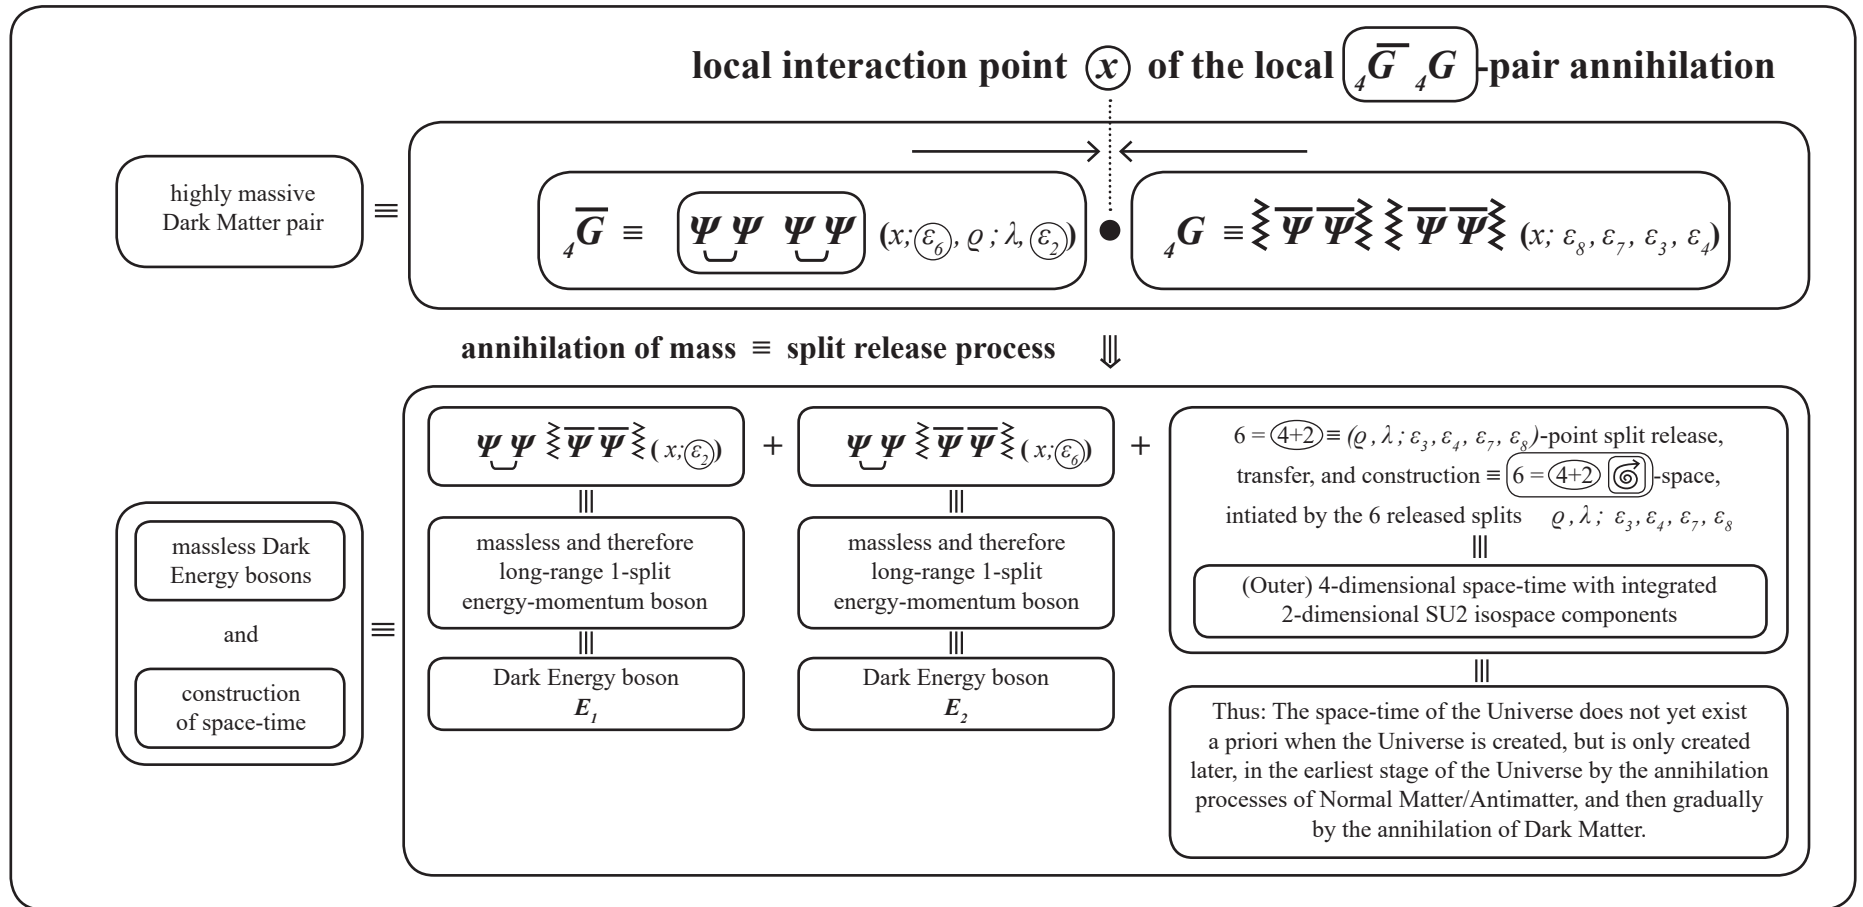 local interaction point x of the local ₄G̅ ₄G -pair annihilation
highly massive
Dark Matter pair
≡
₄G̅ ≡ Ψ Ψ Ψ Ψ (x; ε₆, ϱ ; λ, ε₂)
₄G ≡ Ψ̅ Ψ̅ Ψ̅ Ψ̅ (x; ε₈, ε₇, ε₃, ε₄)
annihilation of mass ≡ split release process ⤋
massless Dark
Energy bosons
and
construction
of space-time
≡
Ψ Ψ Ψ̅ Ψ̅ ( x; ε₂)
≡
massless and therefore
long-range 1-split
energy-momentum boson
≡
Dark Energy boson
E₁
+
Ψ Ψ Ψ̅ Ψ̅ ( x; ε₆)
≡
massless and therefore
long-range 1-split
energy-momentum boson
≡
Dark Energy boson
E₂
+
6 = 4+2 ≡ (ϱ , λ ; ε₃, ε₄, ε₇, ε₈)-point split release,
transfer, and construction ≡ 6 = 4+2 -space,
intiated by the 6 released splits ϱ , λ ; ε₃, ε₄, ε₇, ε₈
≡
(Outer) 4-dimensional space-time with integrated
2-dimensional SU2 isospace components
≡
Thus: The space-time of the Universe does not yet exist
a priori when the Universe is created, but is only created
later, in the earliest stage of the Universe by the annihilation
processes of Normal Matter/Antimatter, and then gradually
by the annihilation of Dark Matter.